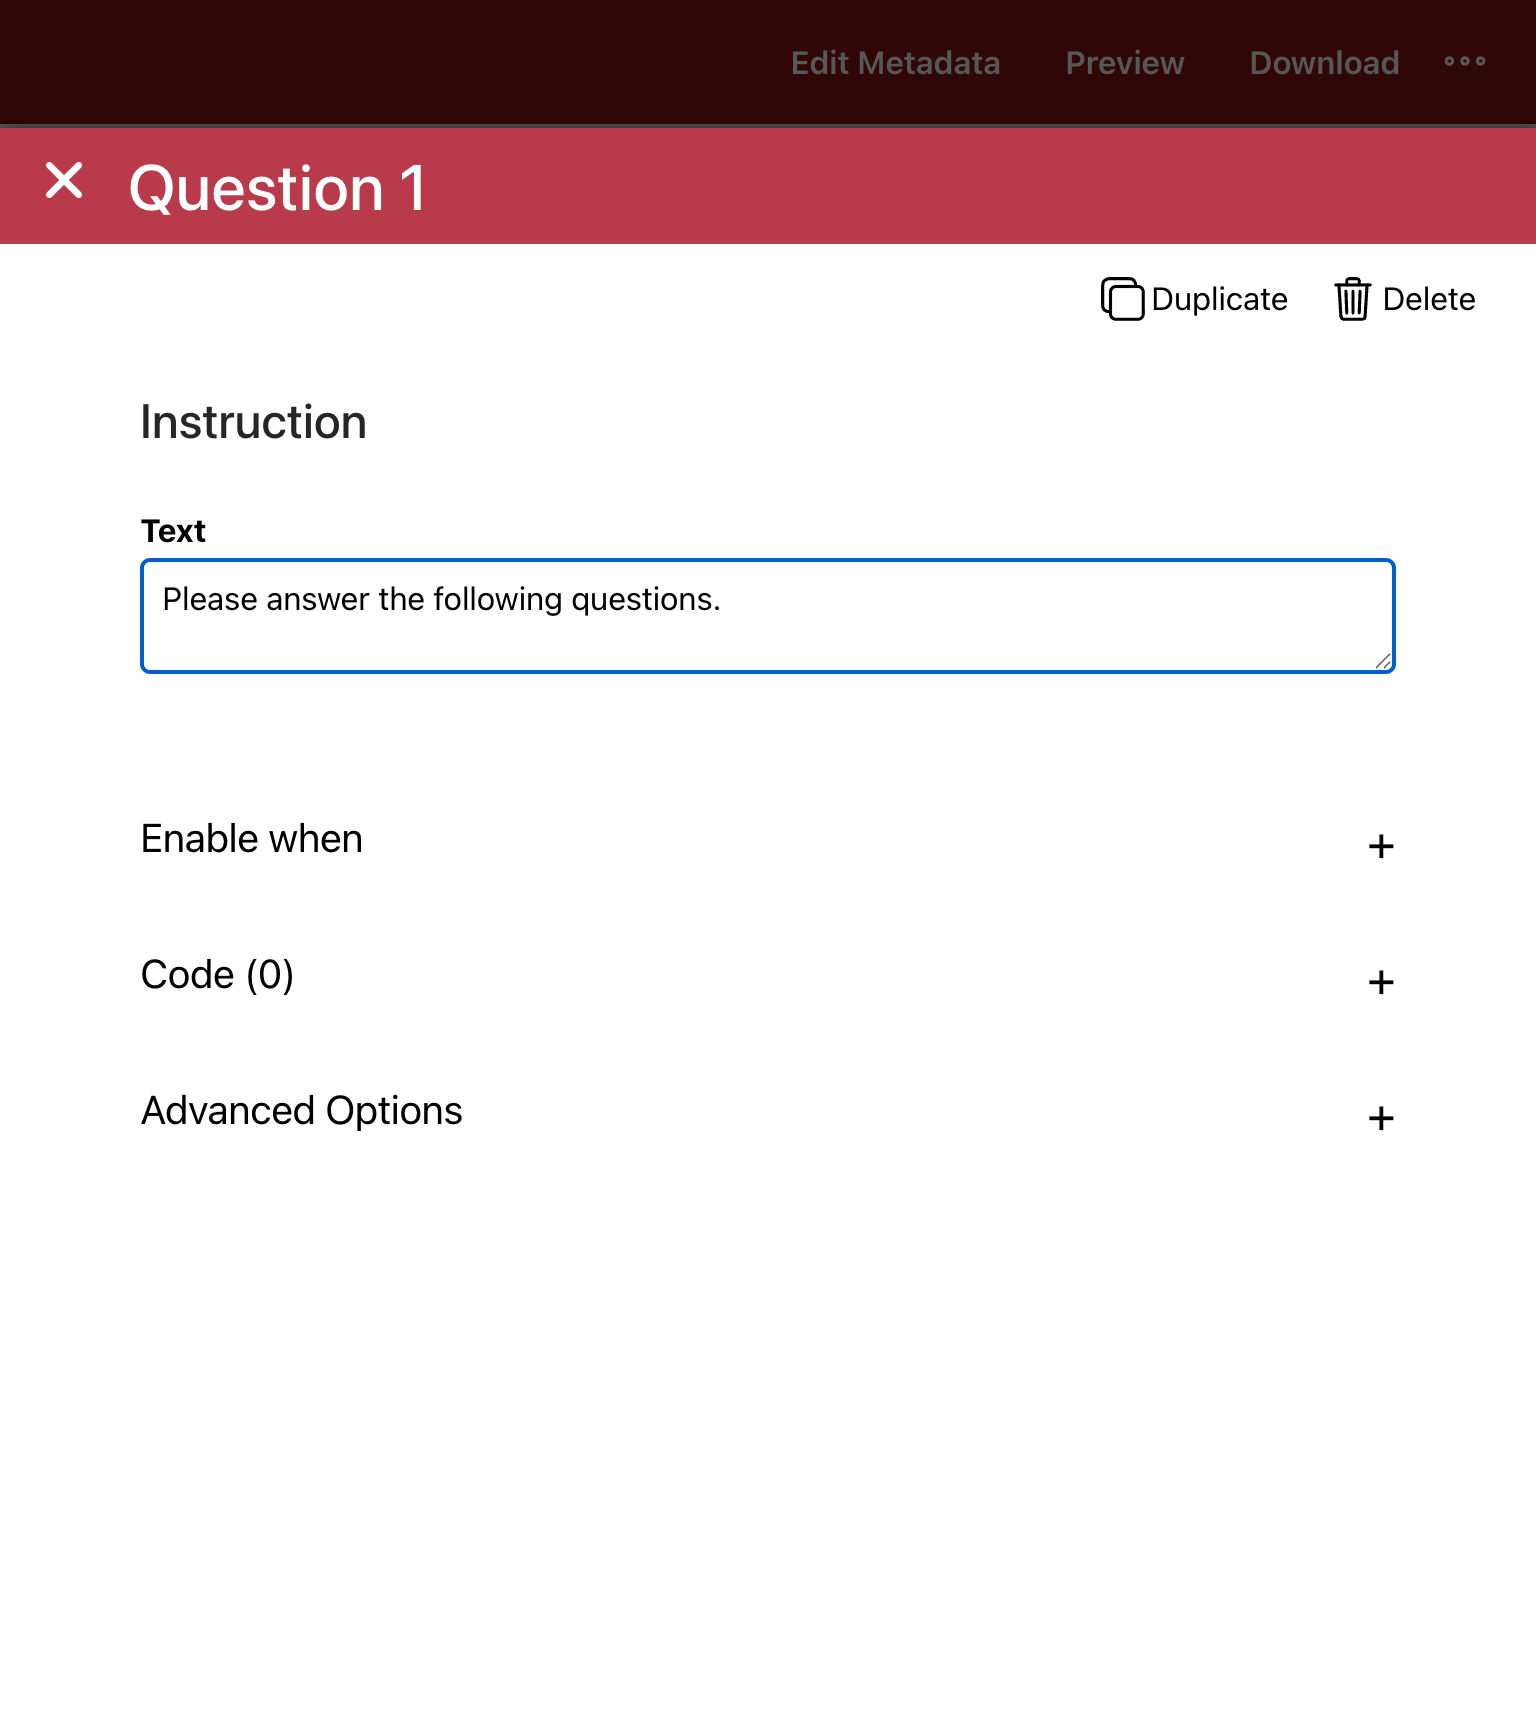 Edit Metadata Preview Download
Question 1
Duplicate Delete
Instruction
Text
Please answer the following questions.
Enable when
Code (0)
Advanced Options